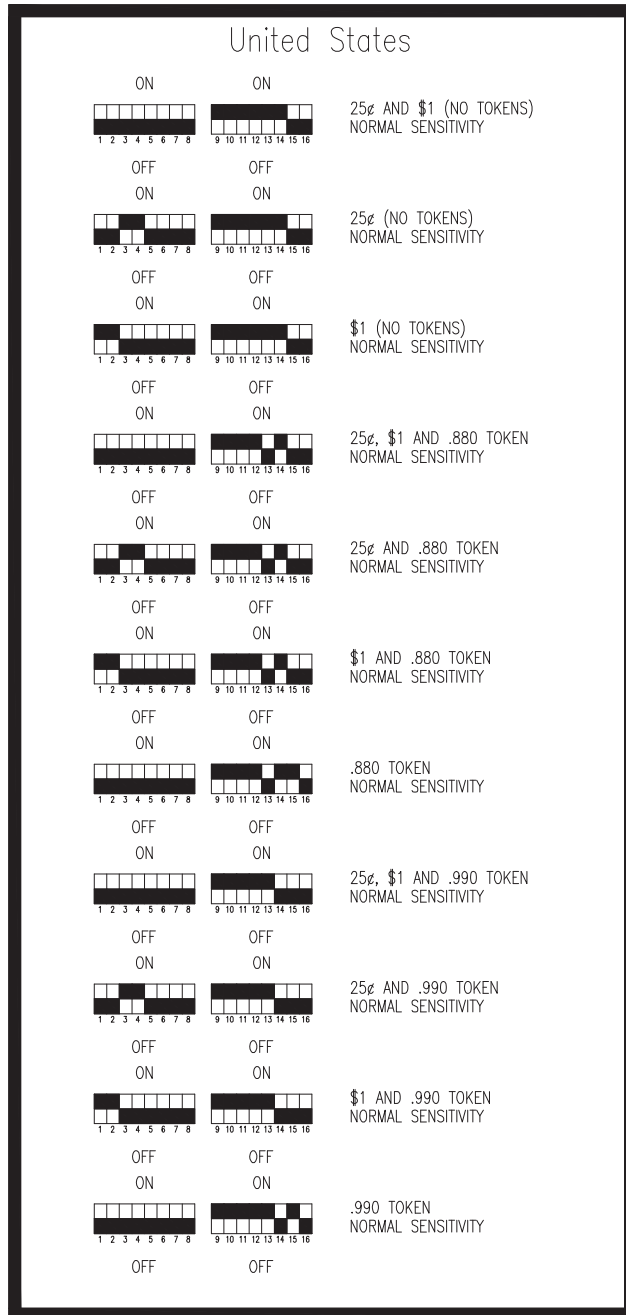 United States
ON ON
25¢ AND $1 (NO TOKENS)
NORMAL SENSITIVITY
1 2 3 4 5 6 7 8 9 10 11 12 13 14 15 16
OFF OFF
ON ON
25¢ (NO TOKENS)
NORMAL SENSITIVITY
1 2 3 4 5 6 7 8 9 10 11 12 13 14 15 16
OFF OFF
ON ON
$1 (NO TOKENS)
NORMAL SENSITIVITY
1 2 3 4 5 6 7 8 9 10 11 12 13 14 15 16
OFF OFF
ON ON
25¢, $1 AND .880 TOKEN
NORMAL SENSITIVITY
1 2 3 4 5 6 7 8 9 10 11 12 13 14 15 16
OFF OFF
ON ON
25¢ AND .880 TOKEN
NORMAL SENSITIVITY
1 2 3 4 5 6 7 8 9 10 11 12 13 14 15 16
OFF OFF
ON ON
$1 AND .880 TOKEN
NORMAL SENSITIVITY
1 2 3 4 5 6 7 8 9 10 11 12 13 14 15 16
OFF OFF
ON ON
.880 TOKEN
NORMAL SENSITIVITY
1 2 3 4 5 6 7 8 9 10 11 12 13 14 15 16
OFF OFF
ON ON
25¢, $1 AND .990 TOKEN
NORMAL SENSITIVITY
1 2 3 4 5 6 7 8 9 10 11 12 13 14 15 16
OFF OFF
ON ON
25¢ AND .990 TOKEN
NORMAL SENSITIVITY
1 2 3 4 5 6 7 8 9 10 11 12 13 14 15 16
OFF OFF
ON ON
$1 AND .990 TOKEN
NORMAL SENSITIVITY
1 2 3 4 5 6 7 8 9 10 11 12 13 14 15 16
OFF OFF
ON ON
.990 TOKEN
NORMAL SENSITIVITY
1 2 3 4 5 6 7 8 9 10 11 12 13 14 15 16
OFF OFF